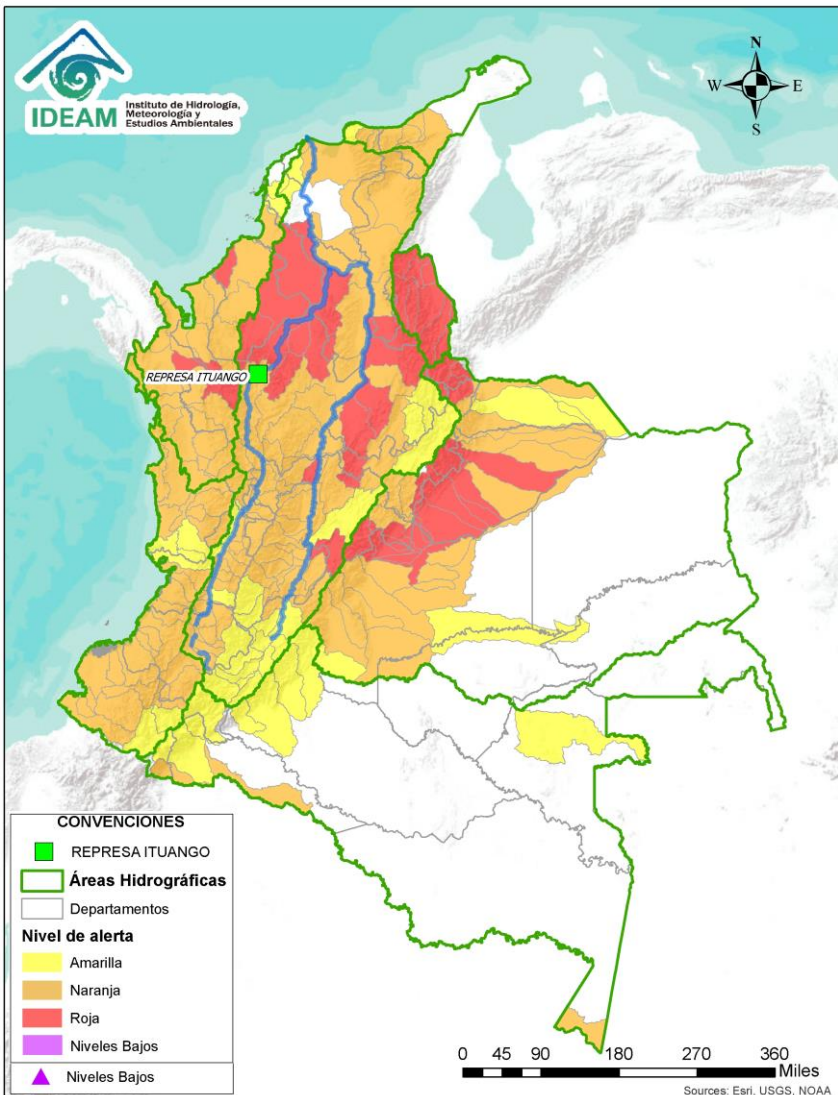 IDEAM
Instituto de Hidrología,
Meteorología y
Estudios Ambientales
N
W
E
S
REPRESA ITUANGO
CONVENCIONES
REPRESA ITUANGO
Áreas Hidrográficas
Departamentos
Nivel de alerta
Amarilla
Naranja
Roja
Niveles Bajos
Niveles Bajos
0 45 90 180 270 360
Miles
Sources: Esri, USGS, NOAA